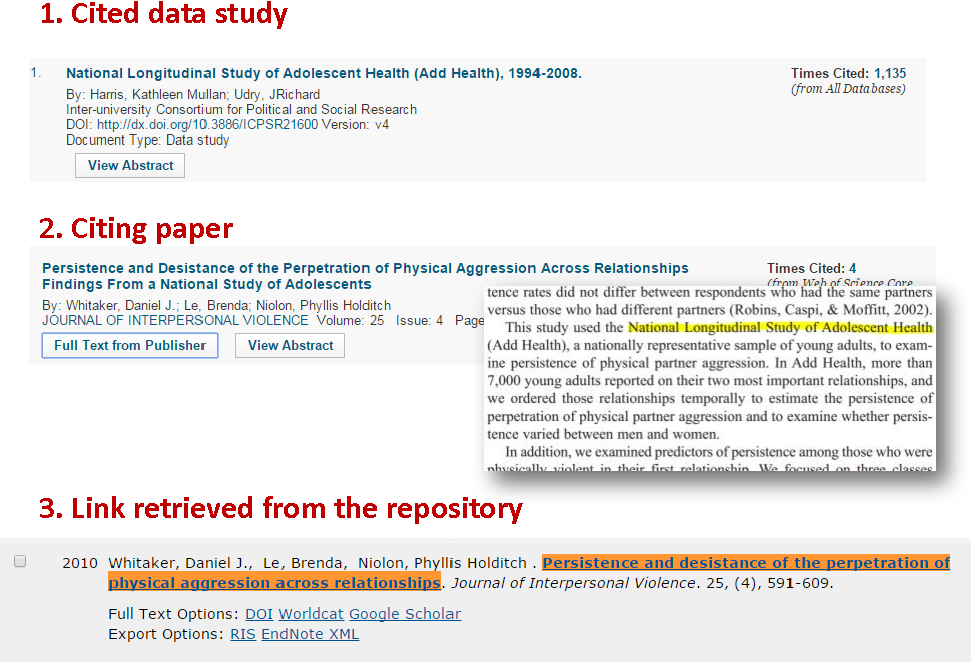 1. Cited data study
1. National Longitudinal Study of Adolescent Health (Add Health), 1994-2008.
Times Cited: 1,135
By: Harris, Kathleen Mullan; Udry, JRichard
(from All Databases)
Inter-university Consortium for Political and Social Research
DOI: http://dx.doi.org/10.3886/ICPSR21600 Version: v4
Document Type: Data study
View Abstract
2. Citing paper
Persistence and Desistance of the Perpetration of Physical Aggression Across Relationships
Findings From a National Study of Adolescents
Times Cited: 4
(from Web of Science Core
By: Whitaker, Daniel J.; Le, Brenda; Niolon, Phyllis Holditch
JOURNAL OF INTERPERSONAL VIOLENCE Volume: 25 Issue: 4 Page
Full Text from Publisher
View Abstract
tence rates did not differ between respondents who had the same partners
versus those who had different partners (Robins, Caspi, & Moffitt, 2002).
This study used the National Longitudinal Study of Adolescent Health
(Add Health), a nationally representative sample of young adults, to exam-
ine persistence of physical partner aggression. In Add Health, more than
7,000 young adults reported on their two most important relationships, and
we ordered those relationships temporally to estimate the persistence of
perpetration of physical partner aggression and to examine whether persis-
tence varied between men and women.
In addition, we examined predictors of persistence among those who were
physically violent in their first relationship. We focused on three classes
3. Link retrieved from the repository
2010 Whitaker, Daniel J., Le, Brenda, Niolon, Phyllis Holditch . Persistence and desistance of the perpetration of
physical aggression across relationships. Journal of Interpersonal Violence. 25, (4), 591-609.
Full Text Options: DOI Worldcat Google Scholar
Export Options: RIS EndNote XML